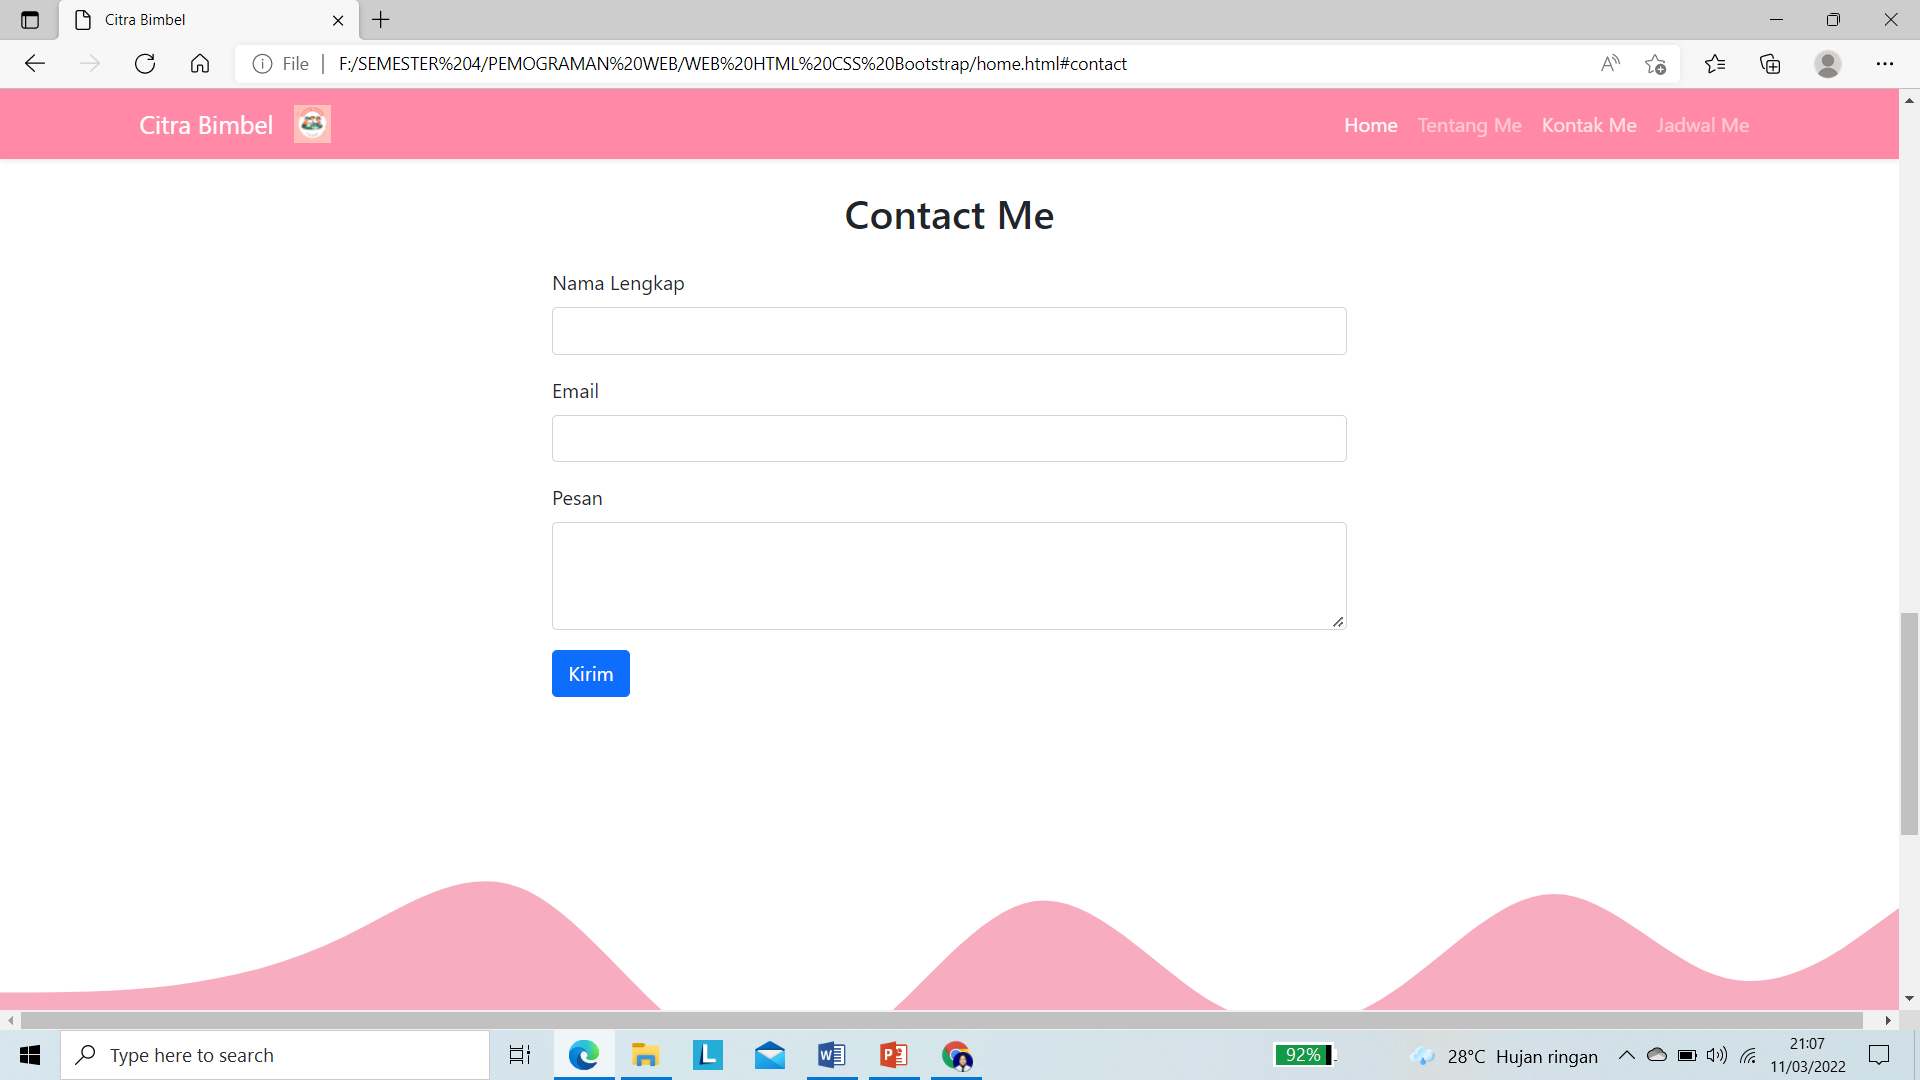 Citra Bimbel
File
F:/SEMESTER%204/PEMOGRAMAN%20WEB/WEB%20HTML%20CSS%20Bootstrap/home.html#contact
Citra Bimbel
Home Tentang Me Kontak Me Jadwal Me
Contact Me
Nama Lengkap
Email
Pesan
Kirim
Type here to search
92%
28°C Hujan ringan
21:07
11/03/2022